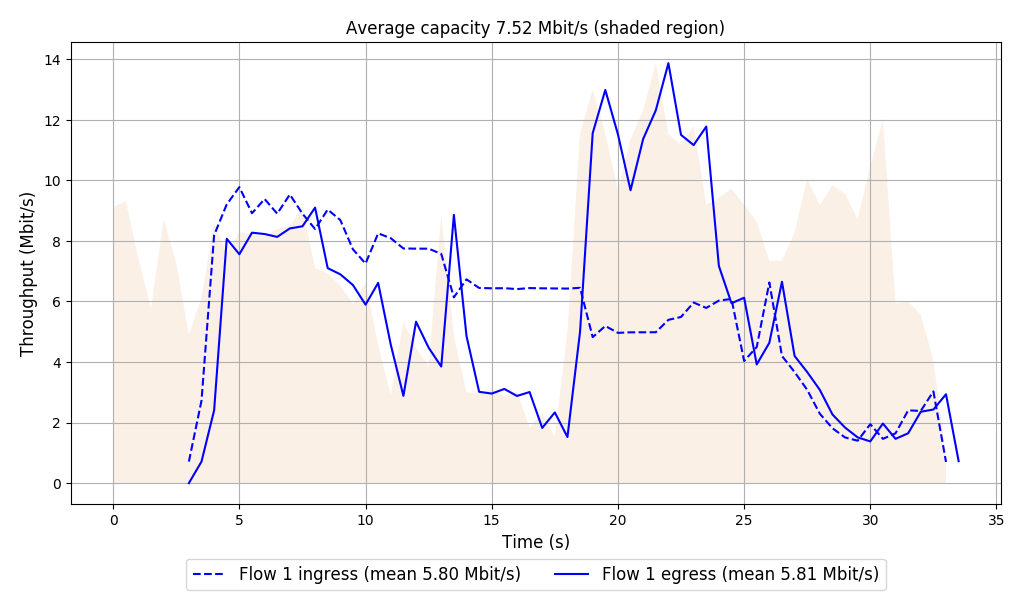 Average capacity 7.52 Mbit/s (shaded region)
Throughput (Mbit/s)
14
12
10
8
6
4
2
0
0 5 10 15 20 25 30 35
Time (s)
Flow 1 ingress (mean 5.80 Mbit/s) Flow 1 egress (mean 5.81 Mbit/s)